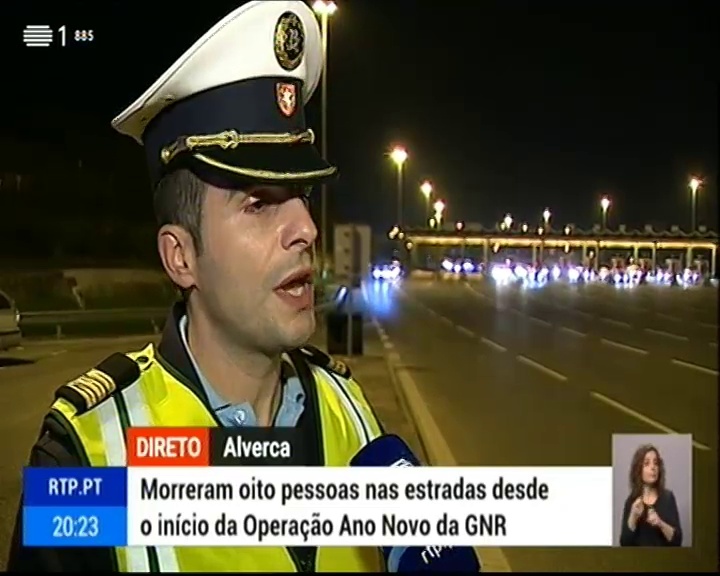 1 885
DIRETO Alverca
RTP.PT
20:23
Morreram oito pessoas nas estradas desde
o início da Operação Ano Novo da GNR
rtp